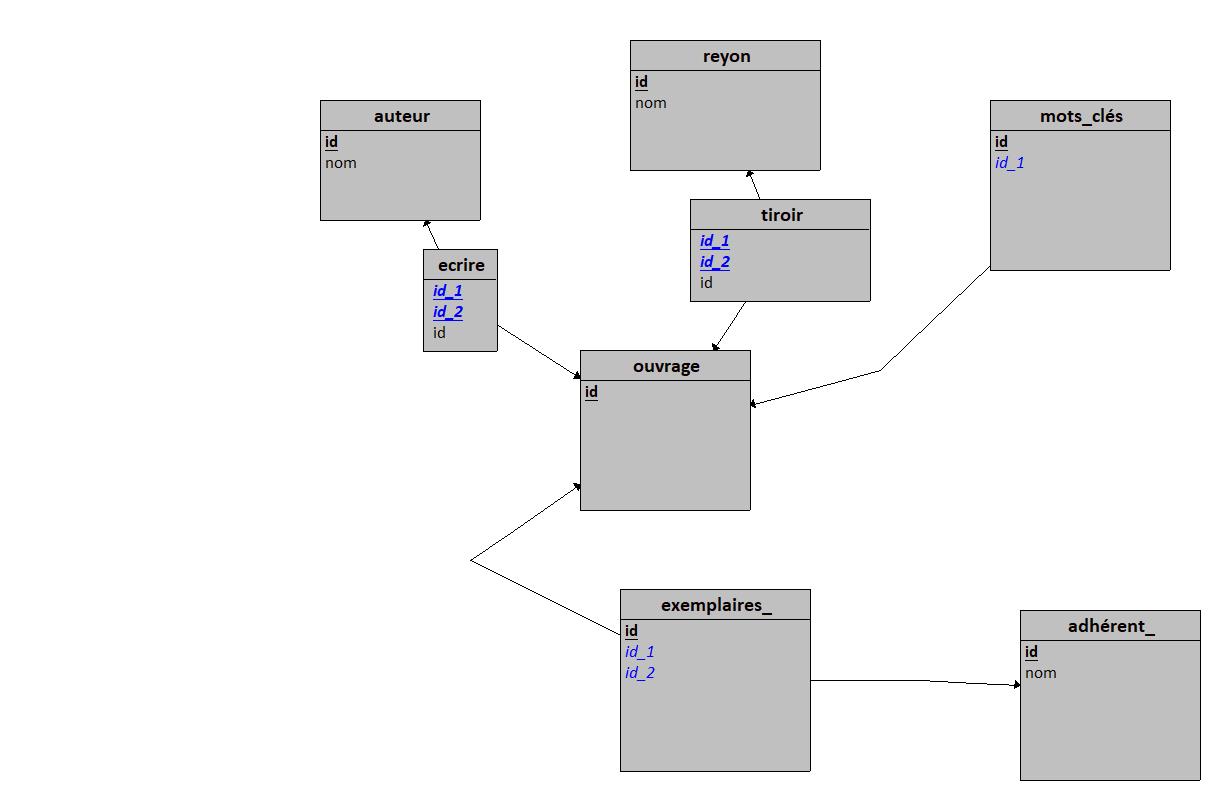 reyon
id
nom
auteur
id
nom
mots_clés
id
id_1
tiroir
id_1
id_2
id
ecrire
id_1
id_2
id
ouvrage
id
exemplaires_
id
id_1
id_2
adhérent_
id
nom